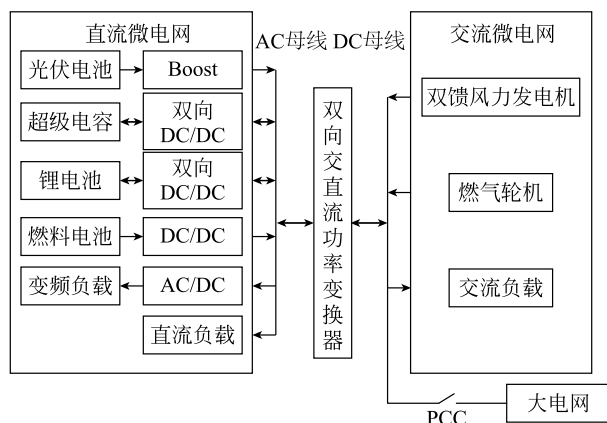 直流微电网
AC母线 DC母线
交流微电网
光伏电池
Boost
超级电容
双向
DC/DC
锂电池
双向
DC/DC
燃料电池
DC/DC
变频负载
AC/DC
直流负载
双向交直流功率变换器
双馈风力发电机
燃气轮机
交流负载
PCC
大电网